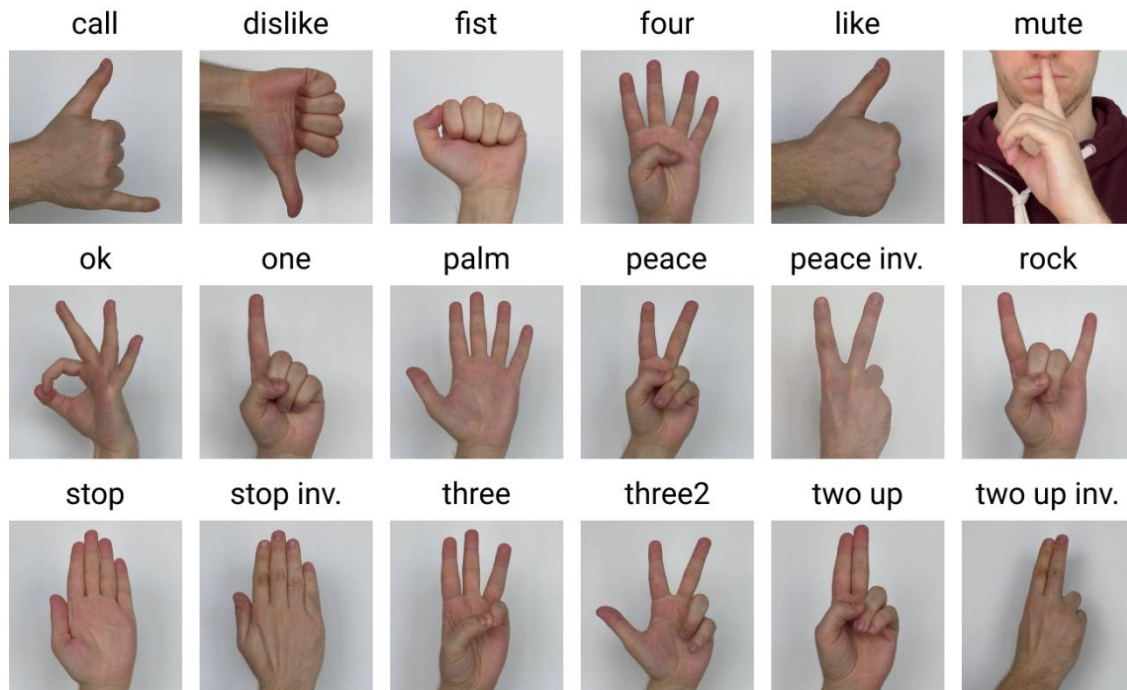 call dislike fist four like mute
ok one palm peace peace inv. rock
stop stop inv. three three2 two up two up inv.